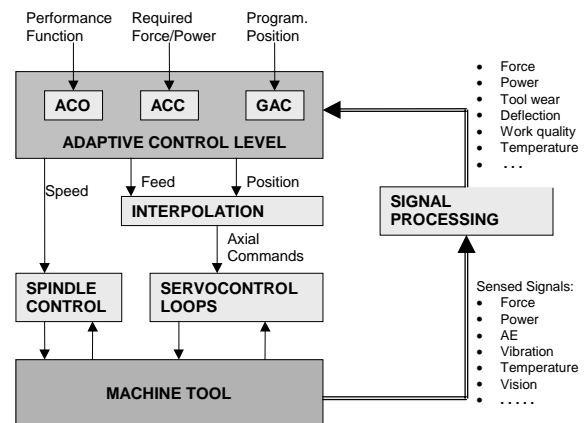 Performance
Function
Required
Force/Power
Program.
Position
ACO
ACC
GAC
ADAPTIVE CONTROL LEVEL
• Force
• Power
• Tool wear
• Deflection
• Work quality
• Temperature
• . . .
Speed
Feed
Position
INTERPOLATION
SIGNAL
PROCESSING
Axial
Commands
SPINDLE
CONTROL
SERVOCONTROL
LOOPS
Sensed Signals:
• Force
• Power
• AE
• Vibration
• Temperature
• Vision
• . . . . .
MACHINE TOOL